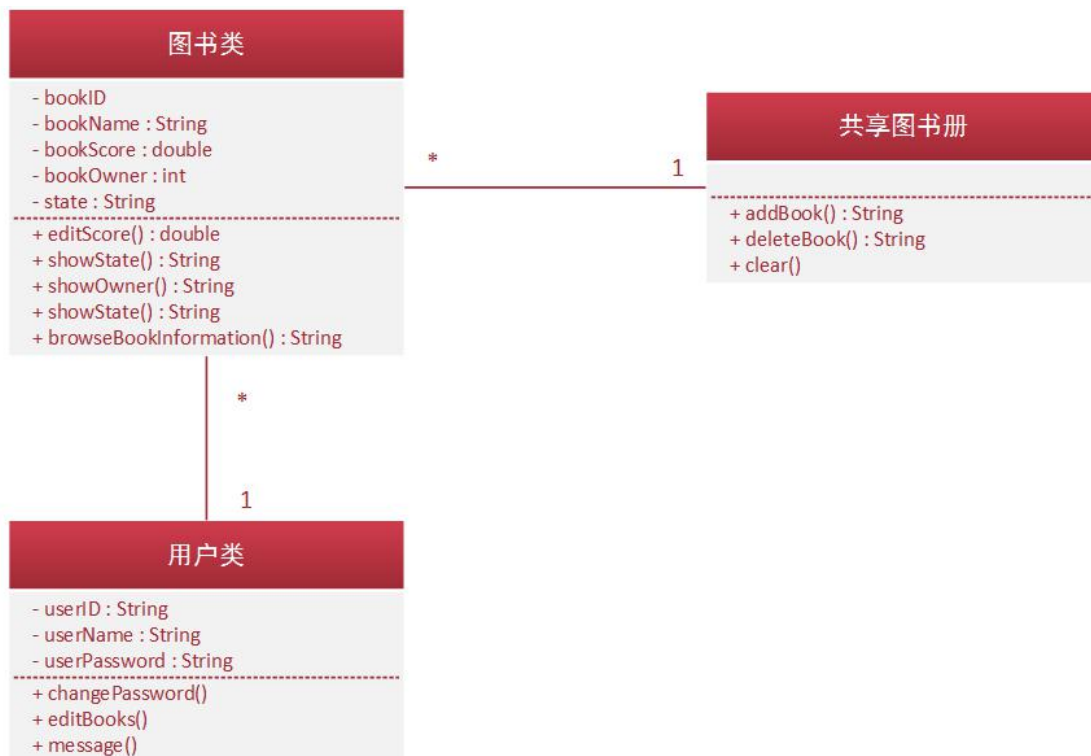 图书类
- bookID
- bookName : String
- bookScore : double
- bookOwner : int
- state : String
+ editScore() : double
+ showState() : String
+ showOwner() : String
+ showState() : String
+ browseBookInformation() : String
*
1
共享图书册
+ addBook() : String
+ deleteBook() : String
+ clear()
*
1
用户类
- userID : String
- userName : String
- userPassword : String
+ changePassword()
+ editBooks()
+ message()